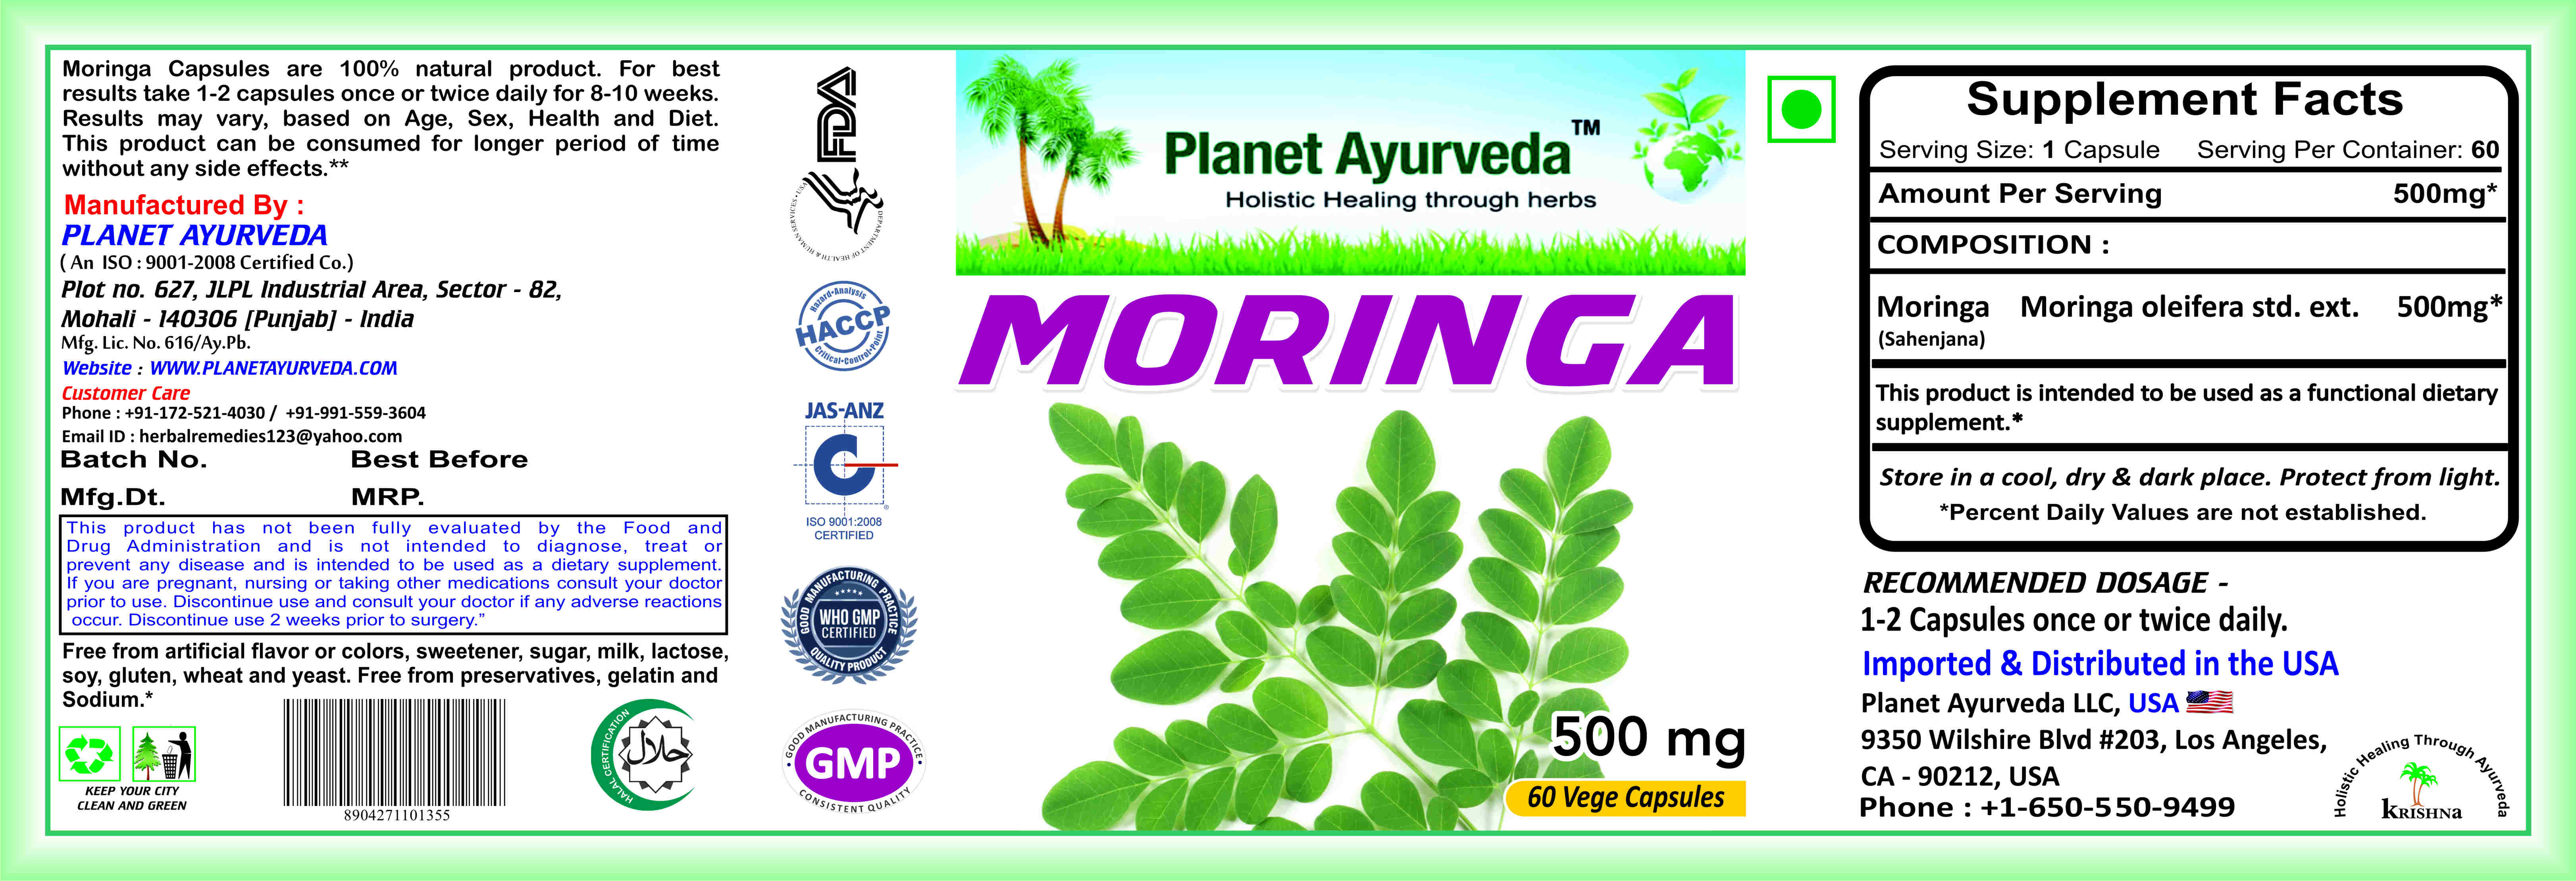 Moringa Capsules are 100% natural product. For best
results take 1-2 capsules once or twice daily for 8-10 weeks.
Results may vary, based on Age, Sex, Health and Diet.
This product can be consumed for longer period of time
without any side effects.**
Manufactured By :
PLANET AYURVEDA
( An ISO : 9001-2008 Certified Co.)
Plot no. 627, JLPL Industrial Area, Sector - 82,
Mohali - 140306 [Punjab] - India
Mfg. Lic. No. 616/Ay.Pb.
Website : WWW.PLANETAYURVEDA.COM
Customer Care
Phone : +91-172-521-4030 / +91-991-559-3604
Email ID : herbalremedies123@yahoo.com
Batch No. Best Before
Mfg.Dt. MRP.
This product has not been fully evaluated by the Food and
Drug Administration and is not intended to diagnose, treat or
prevent any disease and is intended to be used as a dietary supplement.
If you are pregnant, nursing or taking other medications consult your doctor
prior to use. Discontinue use and consult your doctor if any adverse reactions
occur. Discontinue use 2 weeks prior to surgery.”
Free from artificial flavor or colors, sweetener, sugar, milk, lactose,
soy, gluten, wheat and yeast. Free from preservatives, gelatin and
Sodium.*
KEEP YOUR CITY
CLEAN AND GREEN
8904271101355
HALAL CERTIFICATION
حلال
FDA
DEPARTMENT OF HEALTH & HUMAN SERVICES • USA
Hazard•Analysis
HACCP
Critical•Control•Point
JAS-ANZ
C
®
ISO 9001:2008
CERTIFIED
GOOD MANUFACTURING PRACTICE
WHO GMP
CERTIFIED
QUALITY PRODUCT
• GOOD MANUFACTURING PRACTICE •
GMP
CONSISTENT QUALITY
Planet Ayurveda™
Holistic Healing through herbs
MORINGA
500 mg
60 Vege Capsules
Supplement Facts
Serving Size: 1 Capsule Serving Per Container: 60
Amount Per Serving 500mg*
COMPOSITION :
Moringa Moringa oleifera std. ext. 500mg*
(Sahenjana)
This product is intended to be used as a functional dietary
supplement.*
Store in a cool, dry & dark place. Protect from light.
*Percent Daily Values are not established.
RECOMMENDED DOSAGE -
1-2 Capsules once or twice daily.
Imported & Distributed in the USA
Planet Ayurveda LLC, USA
9350 Wilshire Blvd #203, Los Angeles,
CA - 90212, USA
Phone : +1-650-550-9499
Holistic Healing Through Ayurveda
KRISHNa